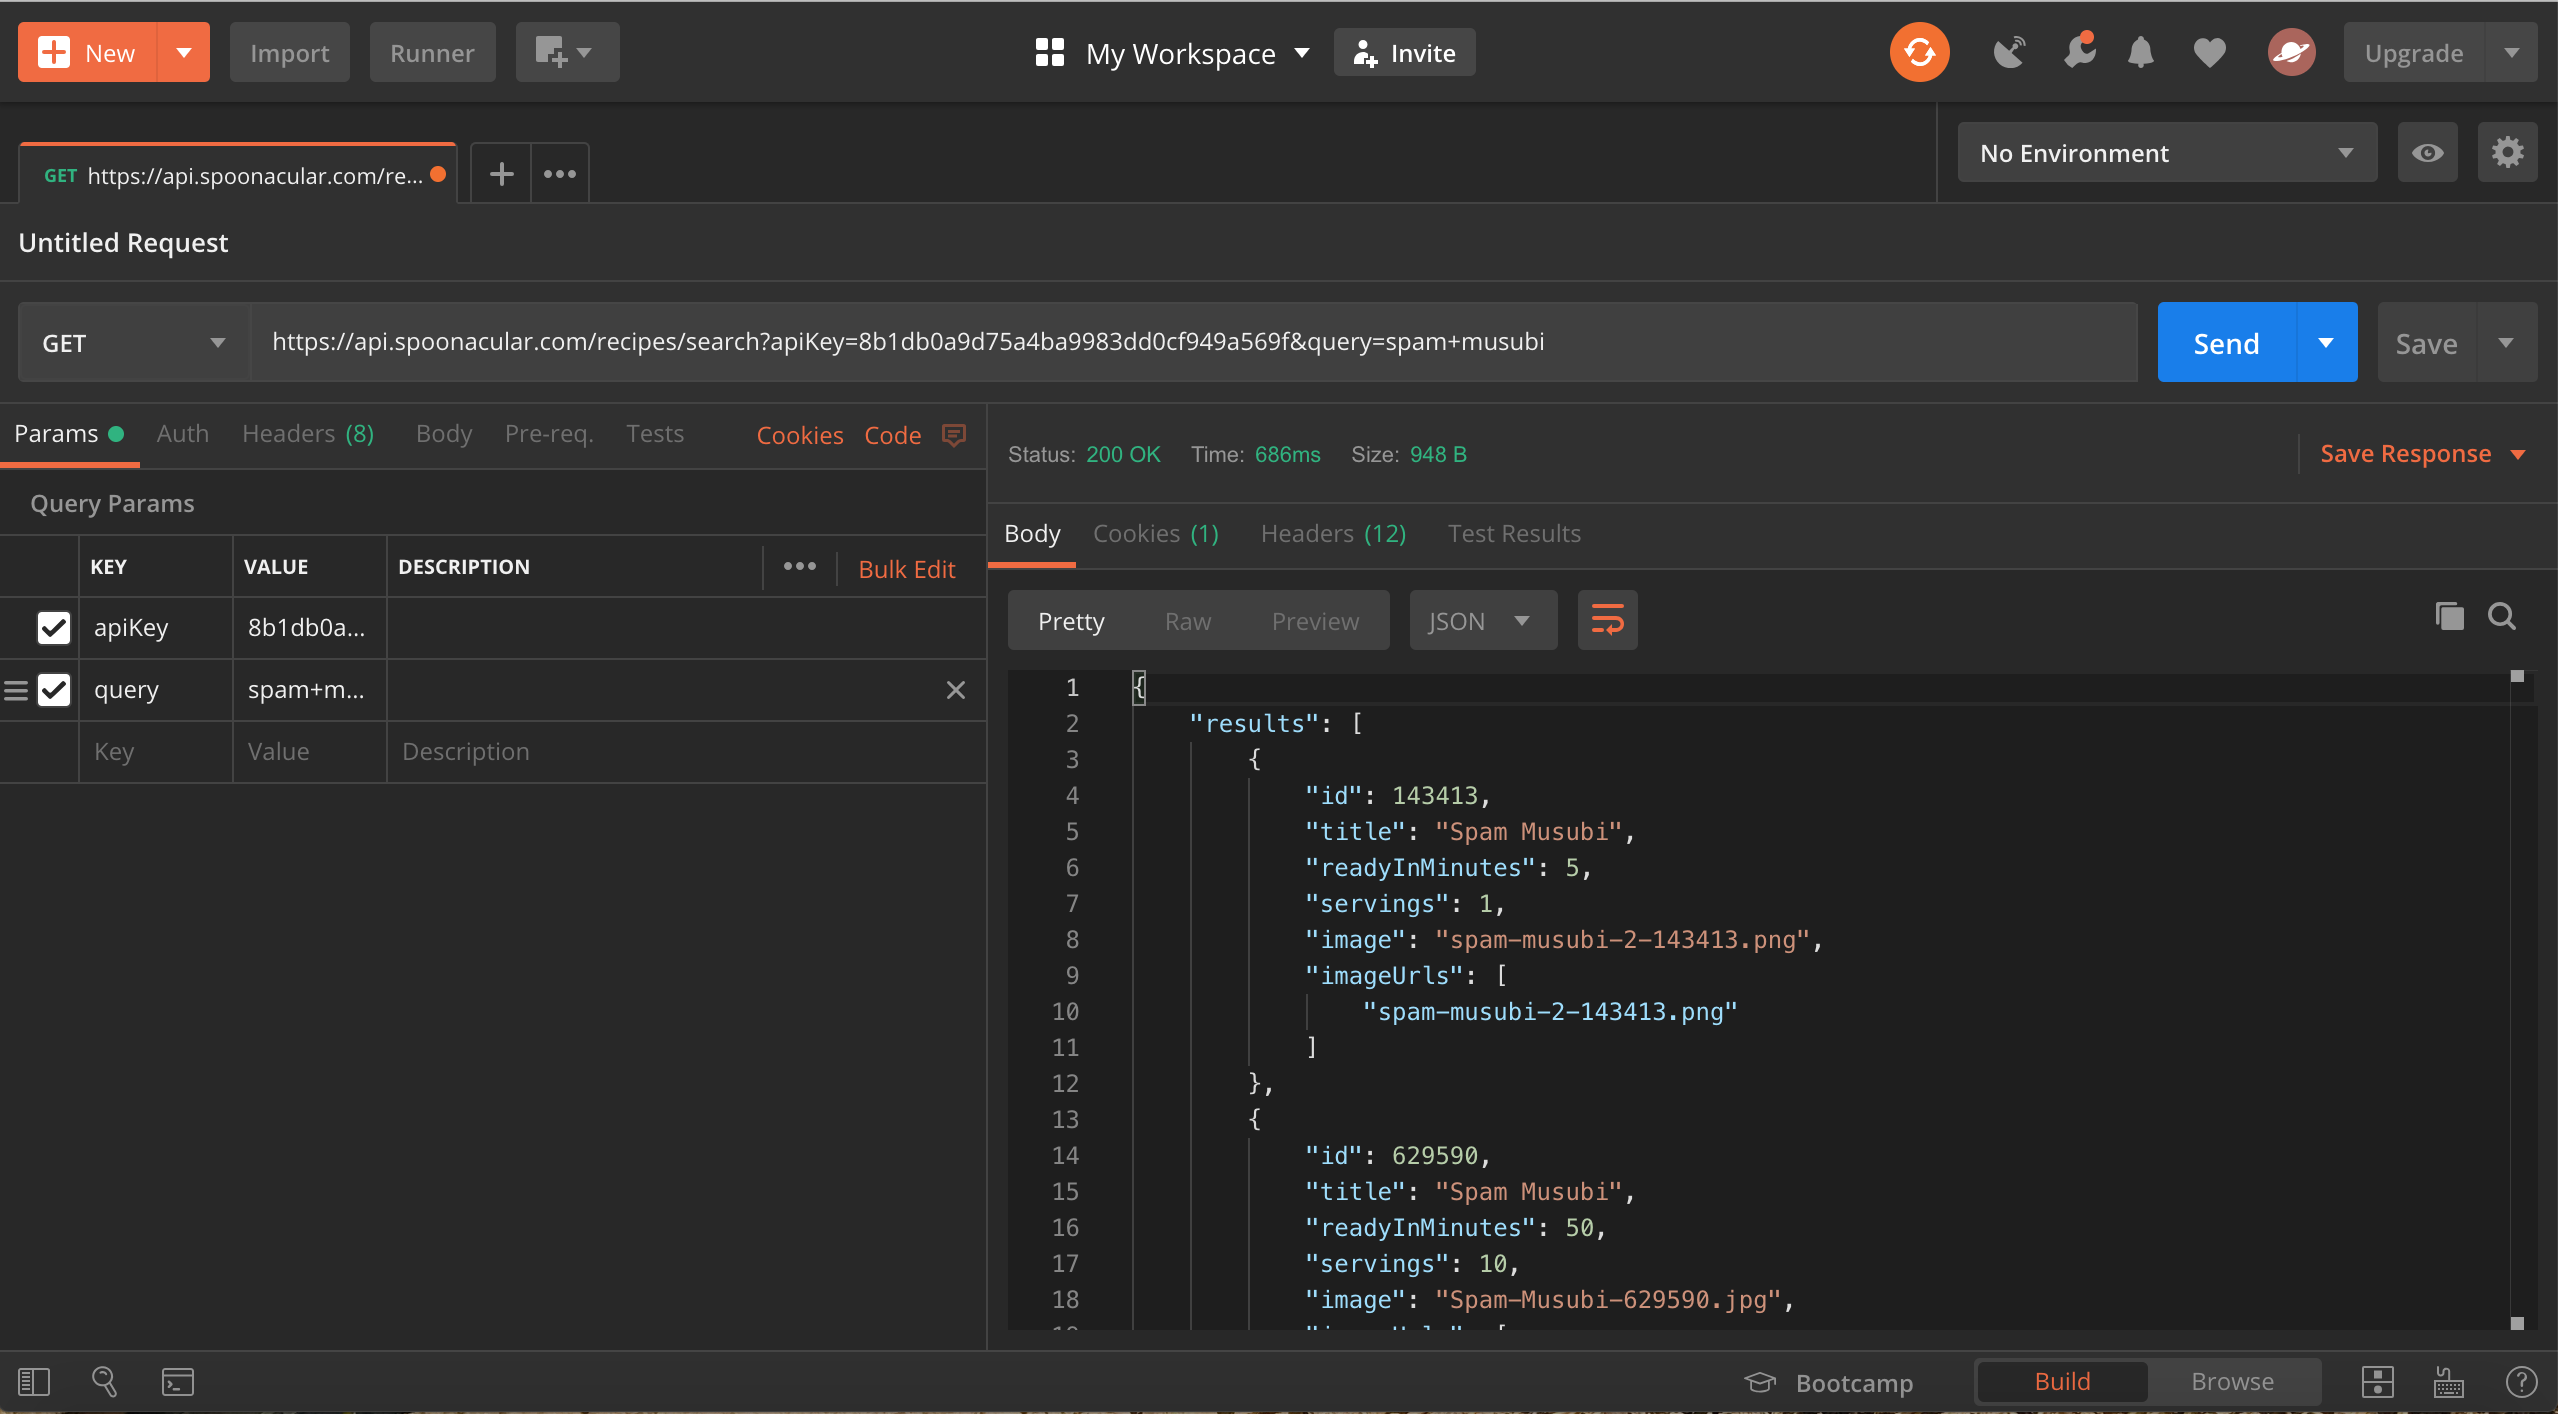 New
Import
Runner
My Workspace
Invite
Upgrade
GET https://api.spoonacular.com/re...
No Environment
Untitled Request
GET
https://api.spoonacular.com/recipes/search?apiKey=8b1db0a9d75a4ba9983dd0cf949a569f&query=spam+musubi
Send
Save
Params
Auth
Headers (8)
Body
Pre-req.
Tests
Cookies
Code
Status: 200 OK
Time: 686ms
Size: 948 B
Save Response
Query Params
KEY
VALUE
DESCRIPTION
Bulk Edit
apiKey
8b1db0a...
query
spam+m...
Key
Value
Description
Body
Cookies (1)
Headers (12)
Test Results
Pretty
Raw
Preview
JSON
1 {
2 "results": [
3 {
4 "id": 143413,
5 "title": "Spam Musubi",
6 "readyInMinutes": 5,
7 "servings": 1,
8 "image": "spam-musubi-2-143413.png",
9 "imageUrls": [
10 "spam-musubi-2-143413.png"
11 ]
12 },
13 {
14 "id": 629590,
15 "title": "Spam Musubi",
16 "readyInMinutes": 50,
17 "servings": 10,
18 "image": "Spam-Musubi-629590.jpg",
Bootcamp
Build
Browse